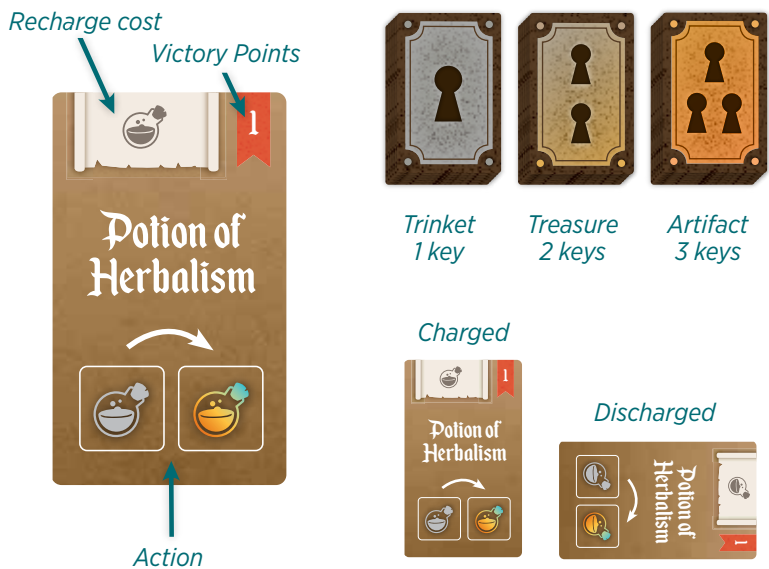 Recharge cost
Victory Points
1
Potion of
Herbalism
Action
Trinket
1 key
Treasure
2 keys
Artifact
3 keys
Charged
1
Potion of
Herbalism
Discharged
1
Potion of
Herbalism